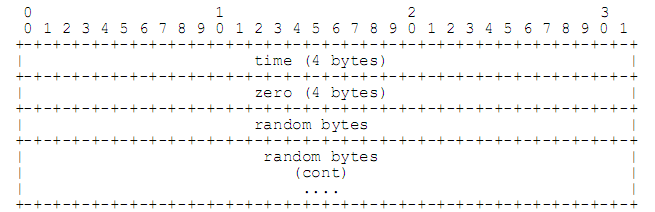 0                   1                   2                   3
0 1 2 3 4 5 6 7 8 9 0 1 2 3 4 5 6 7 8 9 0 1 2 3 4 5 6 7 8 9 0 1
+-+-+-+-+-+-+-+-+-+-+-+-+-+-+-+-+-+-+-+-+-+-+-+-+-+-+-+-+-+-+-+-+
| time (4 bytes) |
+-+-+-+-+-+-+-+-+-+-+-+-+-+-+-+-+-+-+-+-+-+-+-+-+-+-+-+-+-+-+-+-+
| zero (4 bytes) |
+-+-+-+-+-+-+-+-+-+-+-+-+-+-+-+-+-+-+-+-+-+-+-+-+-+-+-+-+-+-+-+-+
| random bytes |
+-+-+-+-+-+-+-+-+-+-+-+-+-+-+-+-+-+-+-+-+-+-+-+-+-+-+-+-+-+-+-+-+
| random bytes |
| (cont) |
| .... |
+-+-+-+-+-+-+-+-+-+-+-+-+-+-+-+-+-+-+-+-+-+-+-+-+-+-+-+-+-+-+-+-+